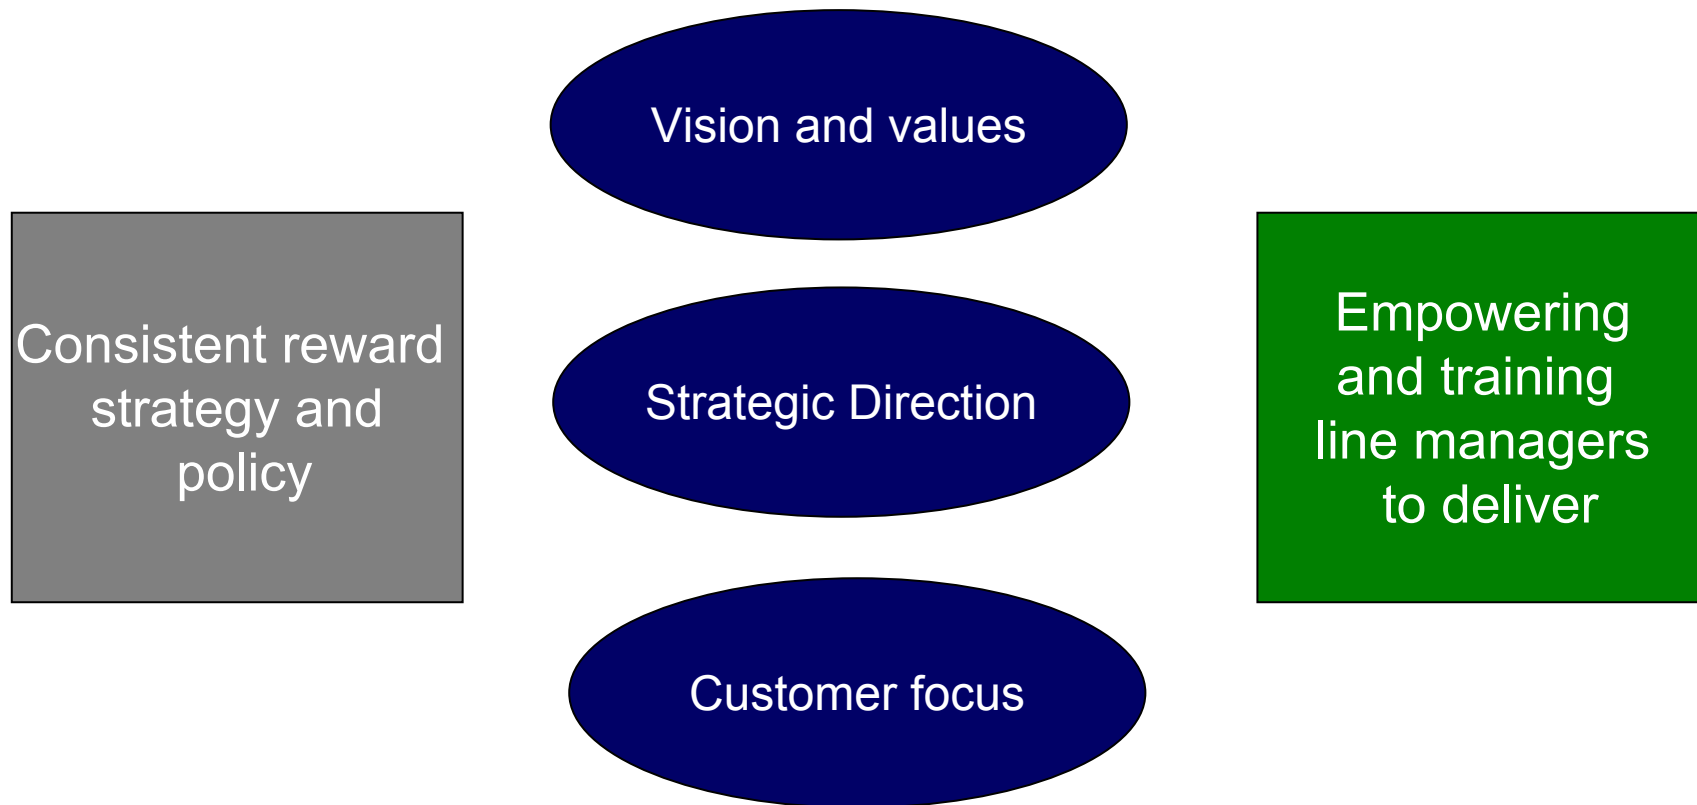 Vision and values
Consistent reward
strategy and
policy
Strategic Direction
Empowering
and training
line managers
to deliver
Customer focus